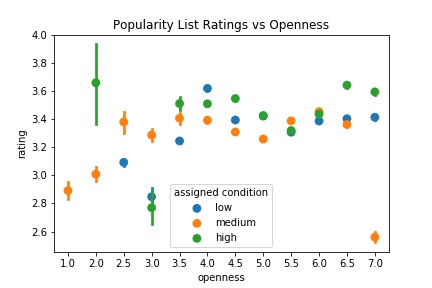 Popularity List Ratings vs Openness
4.0
3.8
3.6
3.4
3.2
3.0
2.8
2.6
rating
assigned condition
low
medium
high
1.0 2.0 2.5 3.0 3.5 4.0 4.5 5.0 5.5 6.0 6.5 7.0
openness